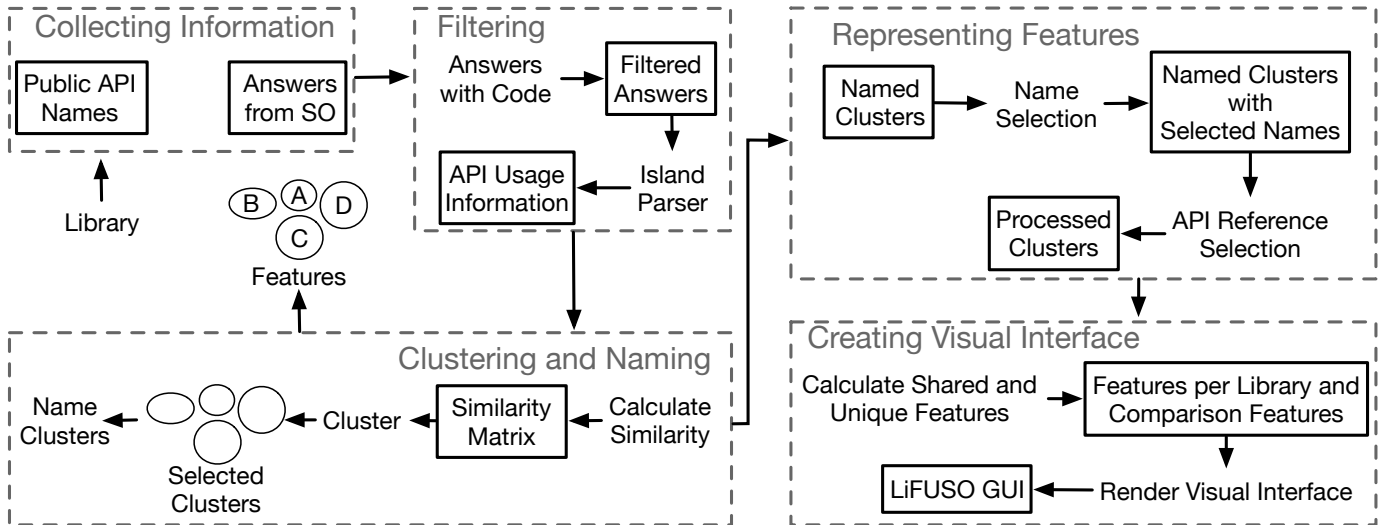 Collecting Information
Public API
Names
Answers
from SO
Library
Filtering
Answers
with Code
Filtered
Answers
API Usage
Information
Island
Parser
B
A
D
C
Features
Clustering and Naming
Name
Clusters
Selected
Clusters
Cluster
Similarity
Matrix
Calculate
Similarity
Representing Features
Named
Clusters
Name
Selection
Named Clusters
with
Selected Names
Processed
Clusters
API Reference
Selection
Creating Visual Interface
Calculate Shared and
Unique Features
Features per Library and
Comparison Features
LiFUSO GUI
Render Visual Interface